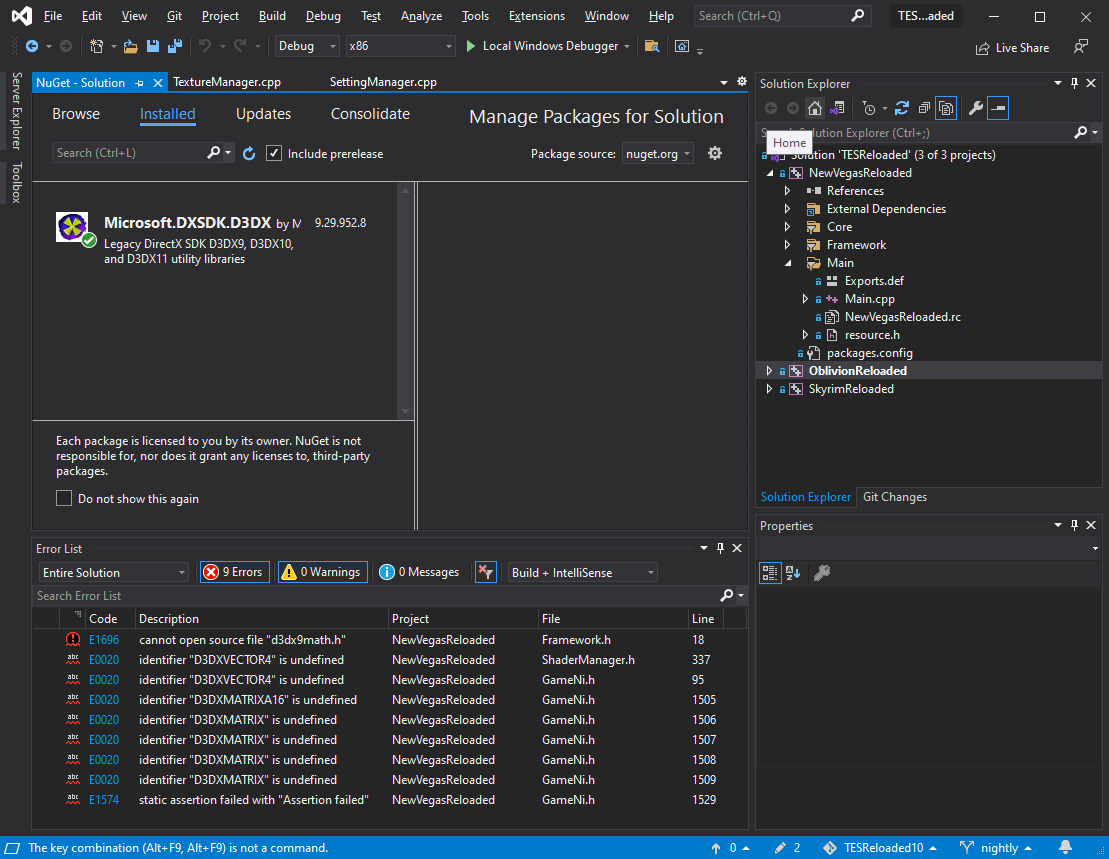 File Edit View Git Project Build Debug Test Analyze Tools Extensions Window Help Search (Ctrl+Q) TES...aded
Debug x86 Local Windows Debugger Live Share
Server Explorer
Toolbox
NuGet - Solution TextureManager.cpp SettingManager.cpp
Browse Installed Updates Consolidate Manage Packages for Solution
Search (Ctrl+L) Include prerelease Package source: nuget.org
Microsoft.DXSDK.D3DX by M 9.29.952.8
Legacy DirectX SDK D3DX9, D3DX10,
and D3DX11 utility libraries
Each package is licensed to you by its owner. NuGet is not
responsible for, nor does it grant any licenses to, third-party
packages.
Do not show this again
Solution Explorer
Solution Explorer (Ctrl+;)
Home
Solution 'TESReloaded' (3 of 3 projects)
NewVegasReloaded
References
External Dependencies
Core
Framework
Main
Exports.def
Main.cpp
NewVegasReloaded.rc
resource.h
packages.config
OblivionReloaded
SkyrimReloaded
Solution Explorer Git Changes
Properties
Error List
Entire Solution 9 Errors 0 Warnings 0 Messages Build + IntelliSense
Search Error List
Code Description Project File Line
E1696 cannot open source file "d3dx9math.h" NewVegasReloaded Framework.h 18
abc E0020 identifier "D3DXVECTOR4" is undefined NewVegasReloaded ShaderManager.h 337
abc E0020 identifier "D3DXVECTOR4" is undefined NewVegasReloaded GameNi.h 95
abc E0020 identifier "D3DXMATRIXA16" is undefined NewVegasReloaded GameNi.h 1505
abc E0020 identifier "D3DXMATRIX" is undefined NewVegasReloaded GameNi.h 1506
abc E0020 identifier "D3DXMATRIX" is undefined NewVegasReloaded GameNi.h 1507
abc E0020 identifier "D3DXMATRIX" is undefined NewVegasReloaded GameNi.h 1508
abc E0020 identifier "D3DXMATRIX" is undefined NewVegasReloaded GameNi.h 1509
abc E1574 static assertion failed with "Assertion failed" NewVegasReloaded GameNi.h 1529
The key combination (Alt+F9, Alt+F9) is not a command. 0 2 TESReloaded10 nightly